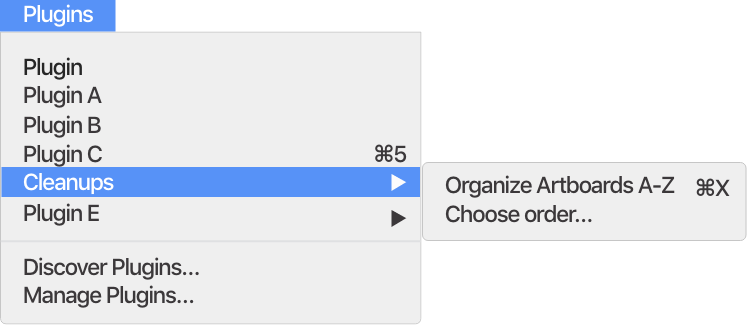 Plugins
Plugin
Plugin A
Plugin B
Plugin C ⌘5
Cleanups ▶
Plugin E ▶
Discover Plugins...
Manage Plugins...
Organize Artboards A-Z ⌘X
Choose order...